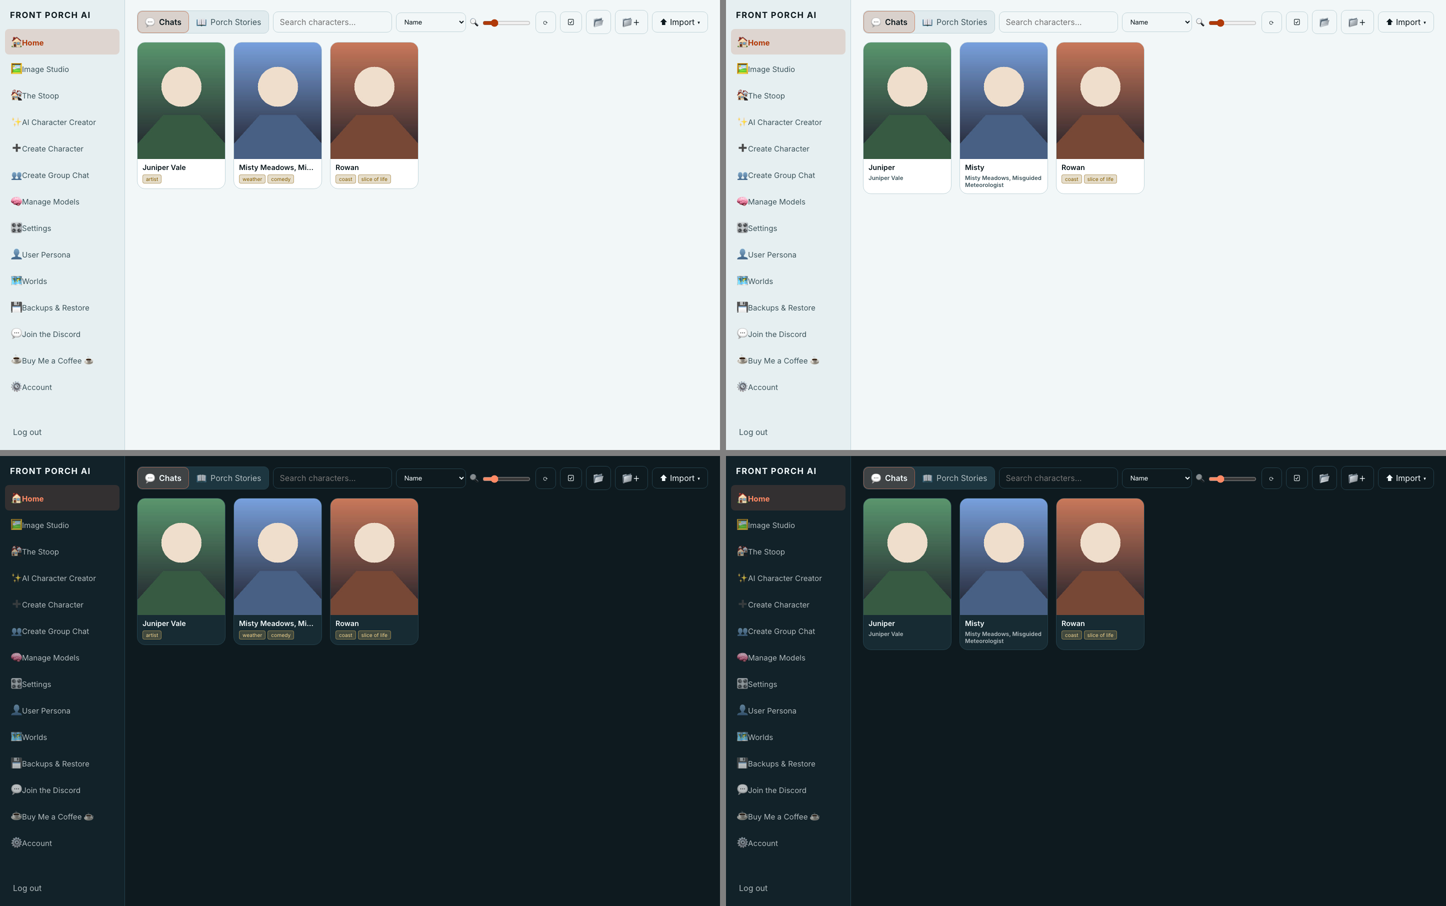 FRONT PORCH AI
Home
Image Studio
The Stoop
AI Character Creator
Create Character
Create Group Chat
Manage Models
Settings
User Persona
Worlds
Backups & Restore
Join the Discord
Buy Me a Coffee
Account
Log out
Chats
Porch Stories
Search characters...
Name
Import
Juniper Vale
artist
Misty Meadows, Mi...
weather comedy
Rowan
coast slice of life
FRONT PORCH AI
Home
Image Studio
The Stoop
AI Character Creator
Create Character
Create Group Chat
Manage Models
Settings
User Persona
Worlds
Backups & Restore
Join the Discord
Buy Me a Coffee
Account
Log out
Chats
Porch Stories
Search characters...
Name
Import
Juniper
Juniper Vale
Misty
Misty Meadows, Misguided
Meteorologist
Rowan
coast slice of life
FRONT PORCH AI
Home
Image Studio
The Stoop
AI Character Creator
Create Character
Create Group Chat
Manage Models
Settings
User Persona
Worlds
Backups & Restore
Join the Discord
Buy Me a Coffee
Account
Log out
Chats
Porch Stories
Search characters...
Name
Import
Juniper Vale
artist
Misty Meadows, Mi...
weather comedy
Rowan
coast slice of life
FRONT PORCH AI
Home
Image Studio
The Stoop
AI Character Creator
Create Character
Create Group Chat
Manage Models
Settings
User Persona
Worlds
Backups & Restore
Join the Discord
Buy Me a Coffee
Account
Log out
Chats
Porch Stories
Search characters...
Name
Import
Juniper
Juniper Vale
Misty
Misty Meadows, Misguided
Meteorologist
Rowan
coast slice of life